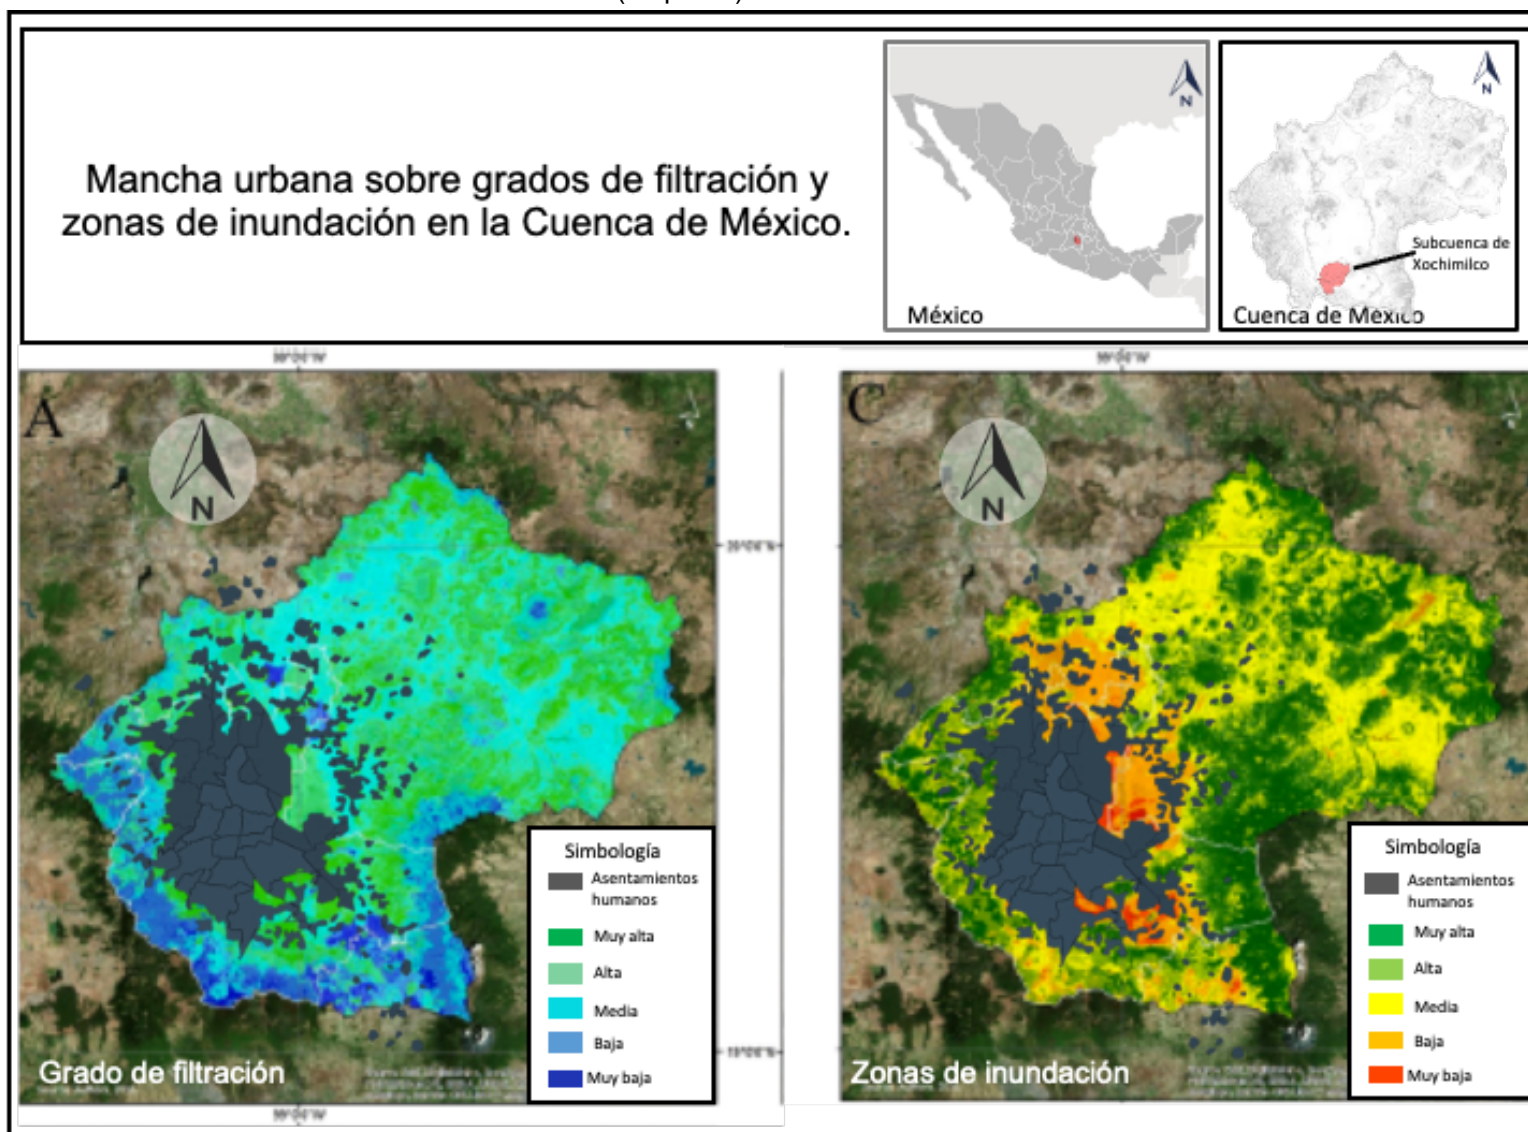 Mancha urbana sobre grados de filtración y
zonas de inundación en la Cuenca de México.
N
México
N
Subcuenca de
Xochimilco
Cuenca de México
A
N
Simbología
Asentamientos
humanos
Muy alta
Alta
Media
Baja
Muy baja
Grado de filtración
C
N
Simbología
Asentamientos
humanos
Muy alta
Alta
Media
Baja
Muy baja
Zonas de inundación